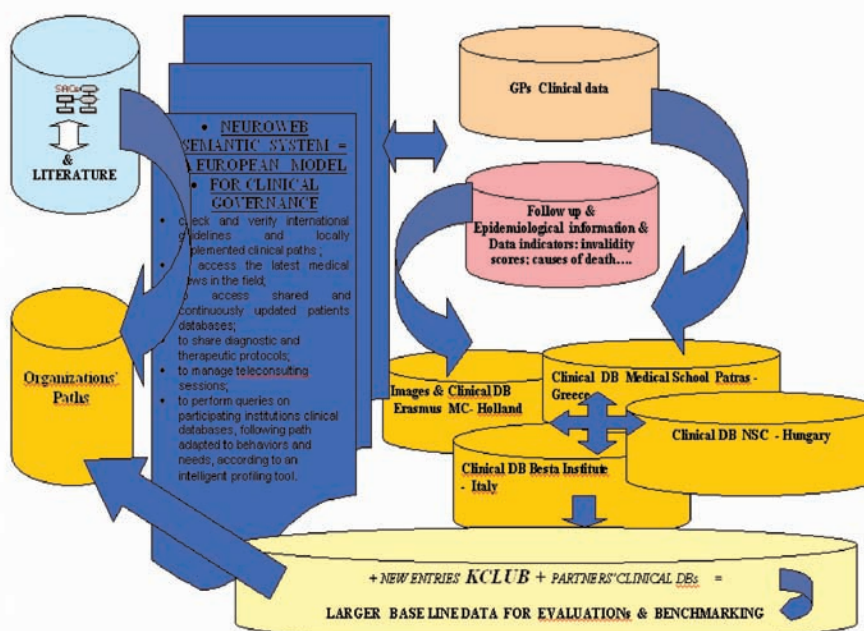 SAGs
&
LITERATURE
Organizations'
Paths
• NEUROWEB
SEMANTIC SYSTEM =
EUROPEAN MODEL
• FOR CLINICAL
GOVERNANCE
• check and verify international
guidelines and locally
implemented clinical paths ;
access the latest medical
news in the field;
to access shared and
continuously updated patients
databases;
• to share diagnostic and
therapeutic protocols;
• to manage teleconsulting
sessions;
• to perform queries on
participating institutions clinical
databases, following path
adapted to behaviors and
needs, according to an
intelligent profiling tool.
GPs Clinical data
Follow up &
Epidemiological information &
Data indicators: invalidity
scores; causes of death....
Images & Clinical DB
Erasmus MC- Holland
Clinical DB Medical School Patras -
Greece
Clinical DB NSC - Hungary
Clinical DB Besta Institute
- Italy
+ NEW ENTRIES KCLUB + PARTNERS'CLINICAL DBs =
LARGER BASE LINE DATA FOR EVALUATIONs & BENCHMARKING